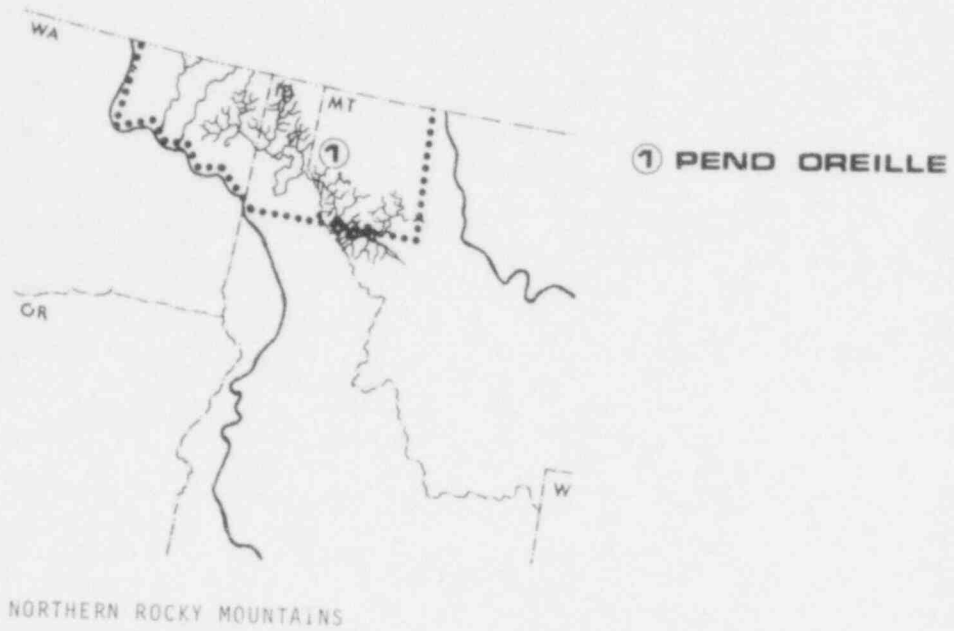 WA
MT
①
① PEND OREILLE
OR
W
NORTHERN ROCKY MOUNTAINS